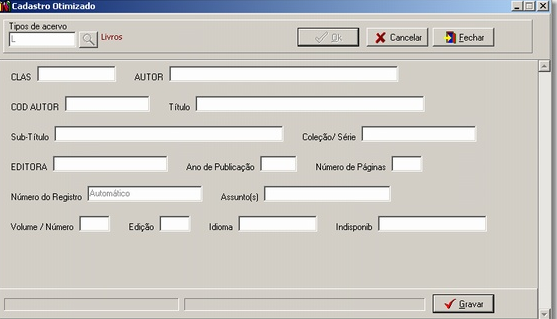 Cadastro Otimizado
Tipos de acervo
L Livros Ok Cancelar Fechar
CLAS AUTOR
COD AUTOR Título
Sub-Título Coleção/ Série
EDITORA Ano de Publicação Número de Páginas
Número do Registro Automático Assunto(s)
Volume / Número Edição Idioma Indisponib
Gravar